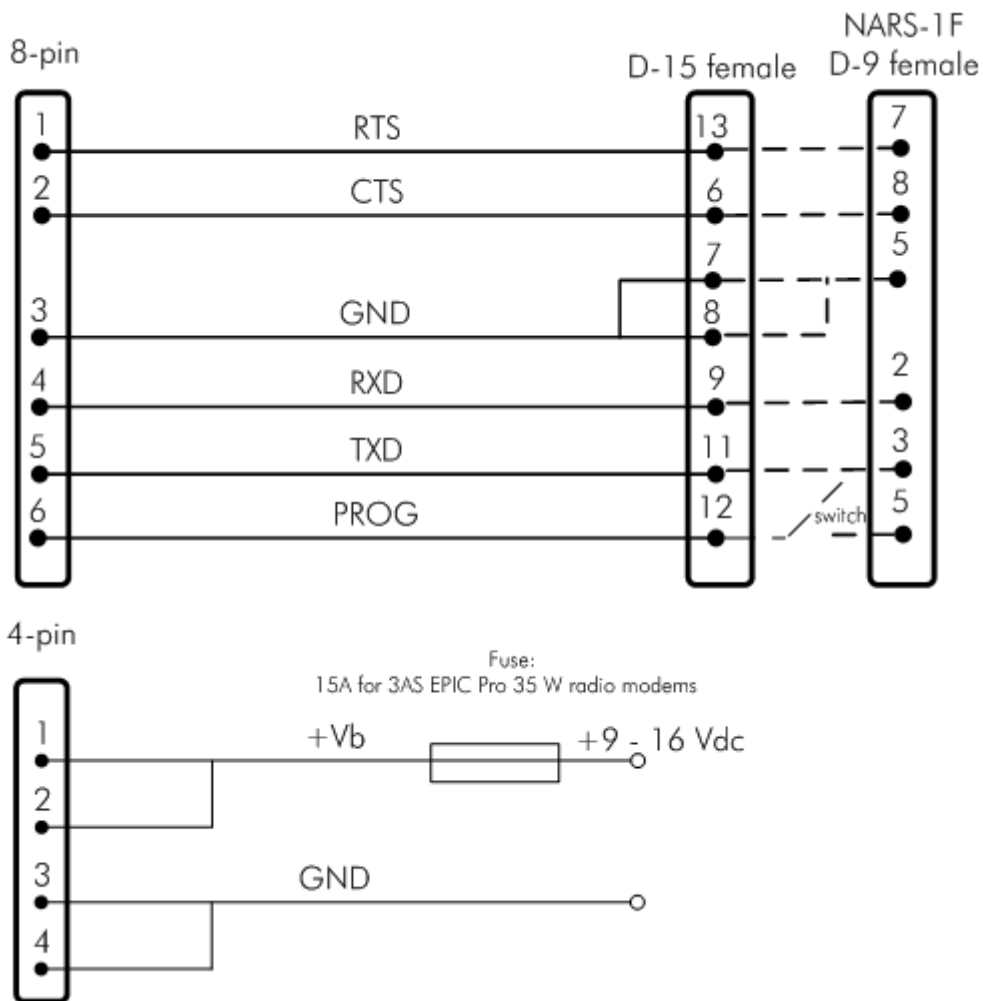 NARS-1F
8-pin
D-15 female D-9 female
1 RTS 13 7
2 CTS 6 8
7 5
3 GND 8
4 RXD 9 2
5 TXD 11 3
6 PROG 12 switch 5
4-pin
Fuse:
15A for 3AS EPIC Pro 35 W radio modems
1 +Vb +9 - 16 Vdc
2
3 GND
4